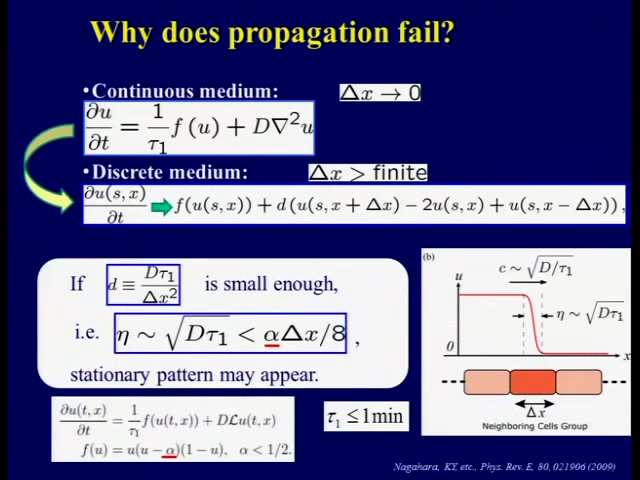 Why does propagation fail?
•Continuous medium: Δx → 0
∂u/∂t = 1/τ₁ f(u) + D∇²u
•Discrete medium: Δx > finite
∂u(s,x)/∂t ⇒ f(u(s,x)) + d(u(s,x+Δx) − 2u(s,x) + u(s,x−Δx)),
If d ≡ Dτ₁/Δx² is small enough,
i.e. η ∼ √Dτ₁ < αΔx/8 ,
stationary pattern may appear.
∂u(t,x)/∂t = 1/τ₁ f(u(t,x)) + Dℒu(t,x)
f(u) = u(u−α)(1−u), α < 1/2.
τ₁ ≤ 1min
(b)
u
c ∼ √D/τ₁
η ∼ √Dτ₁
0
x
Δx
Neighboring Cells Group
Nagahara, KY, etc., Phys. Rev. E, 80, 021906 (2009)